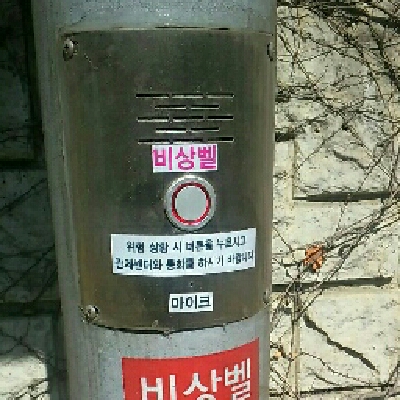 비상벨
위험 상황 시 버튼을 누르시고
관제센터와 통화를 하시기 바랍니다
마이크
비상벨